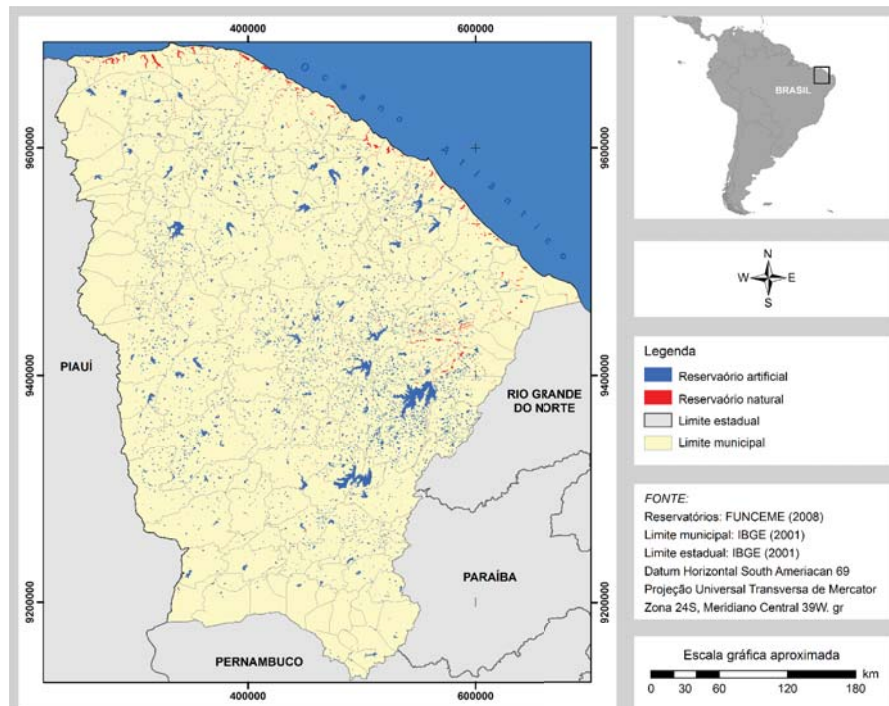 400000
600000
Oceano Atlântico
9600000
9600000
9400000
9400000
9200000
9200000
PIAUÍ
RIO GRANDE
DO NORTE
PARAÍBA
PERNAMBUCO
400000
600000
BRASIL
N
W
E
S
Legenda
Reservaório artificial
Reservaório natural
Limite estadual
Limite municipal
FONTE:
Reservatórios: FUNCEME (2008)
Limite municipal: IBGE (2001)
Limite estadual: IBGE (2001)
Datum Horizontal South Ameriacan 69
Projeção Universal Transversa de Mercator
Zona 24S, Meridiano Central 39W. gr
Escala gráfica aproximada
0 30 60 120 180
km